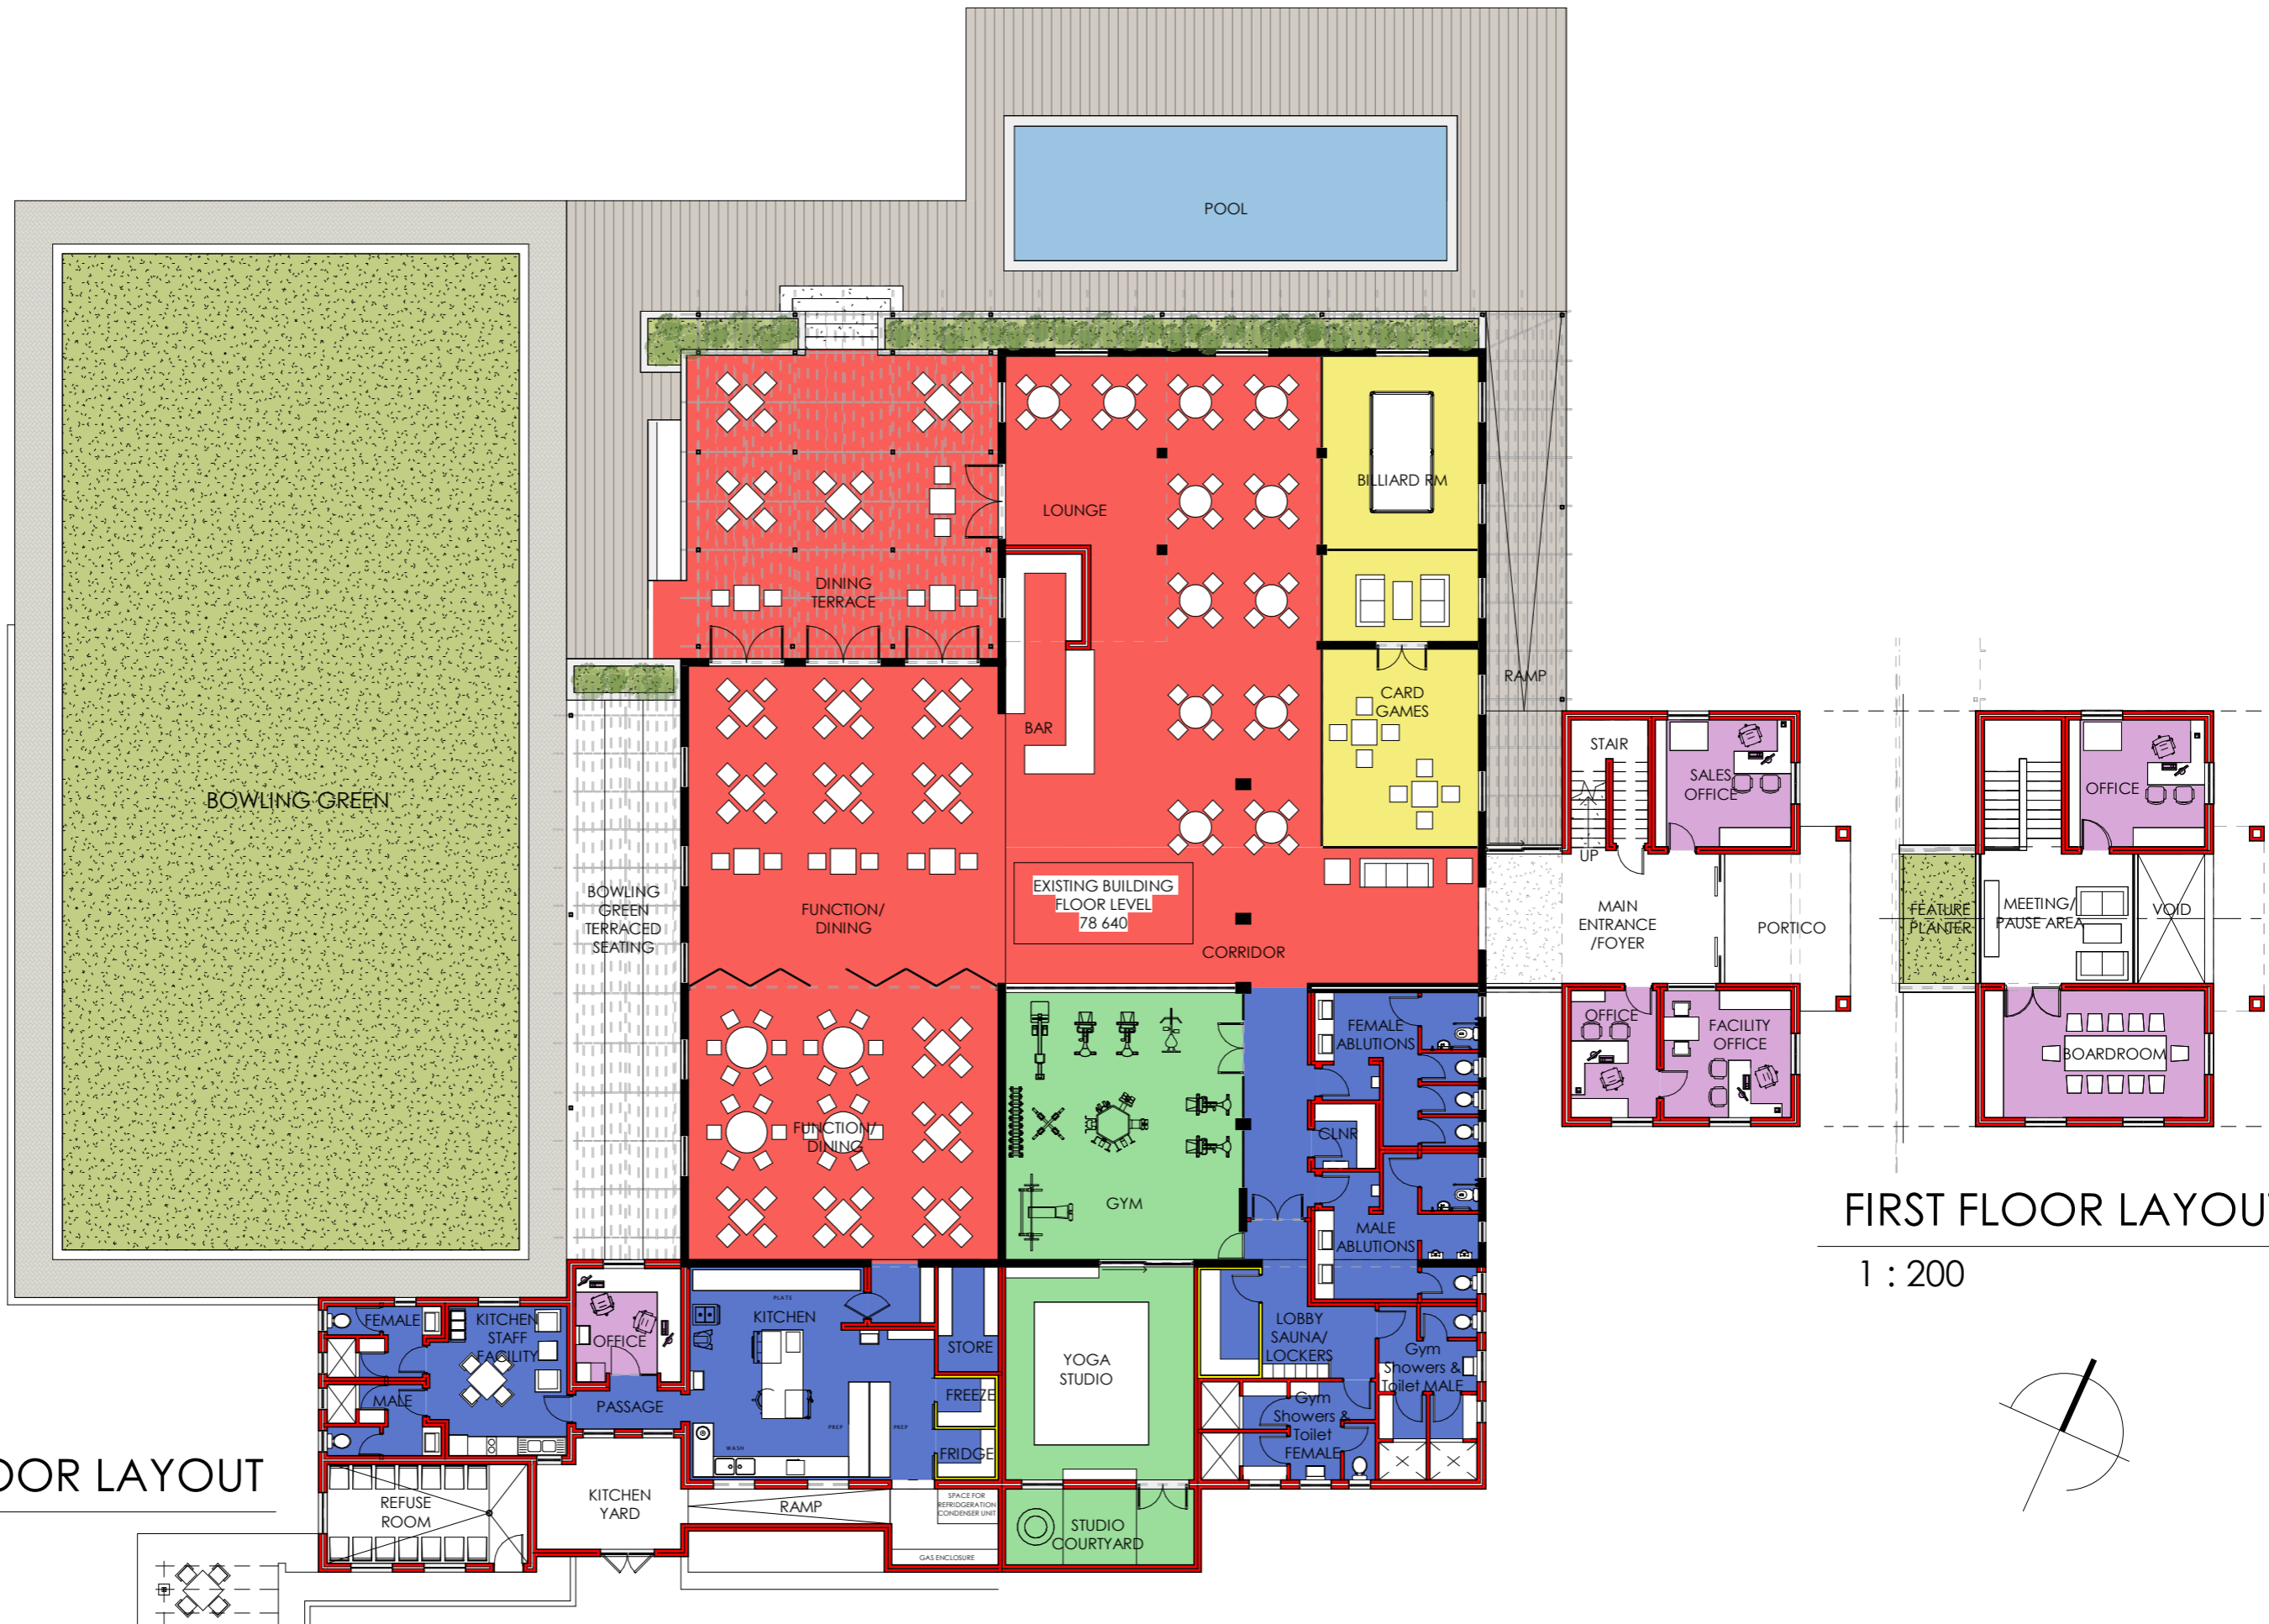 POOL
LOUNGE
BILLIARD RM
DINING
TERRACE
RAMP
CARD
GAMES
BAR
STAIR
SALES
OFFICE
OFFICE
BOWLING GREEN
UP
BOWLING
GREEN
TERRACED
SEATING
FUNCTION/
DINING
EXISTING BUILDING
FLOOR LEVEL
78 640
CORRIDOR
MAIN
ENTRANCE
/FOYER
PORTICO
FEATURE
PLANTER
MEETING/
PAUSE AREA
VOID
OFFICE
FACILITY
OFFICE
BOARDROOM
FEMALE
ABLUTIONS
FUNCTION/
DINING
CLNR
GYM
MALE
ABLUTIONS
FIRST FLOOR LAYOU
1 : 200
FEMALE
KITCHEN
STAFF
FACILITY
OFFICE
PLATE
KITCHEN
STORE
YOGA
STUDIO
LOBBY
SAUNA/
LOCKERS
Gym
Showers &
Toilet MALE
MALE
PASSAGE
FREEZE
PREP
PREP
WASH
FRIDGE
Gym
Showers &
Toilet
FEMALE
OOR LAYOUT
REFUSE
ROOM
KITCHEN
YARD
RAMP
SPACE FOR
REFRIDGERATION
CONDENSER UNIT
STUDIO
COURTYARD
GAS ENCLOSURE